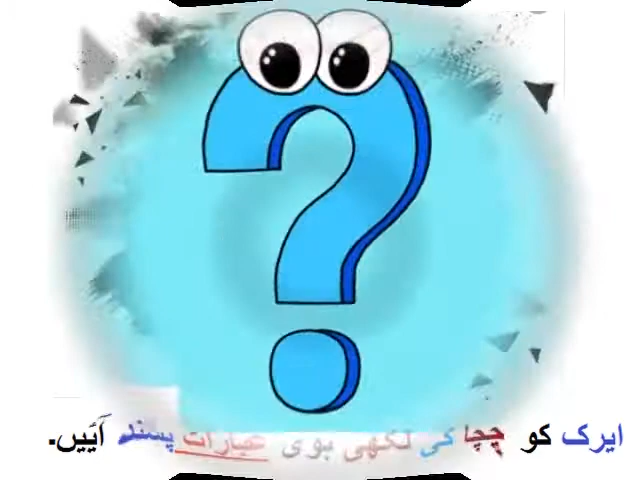 ایرک کو چچا کی لکھی ہوی عبارات پسند آئیں۔